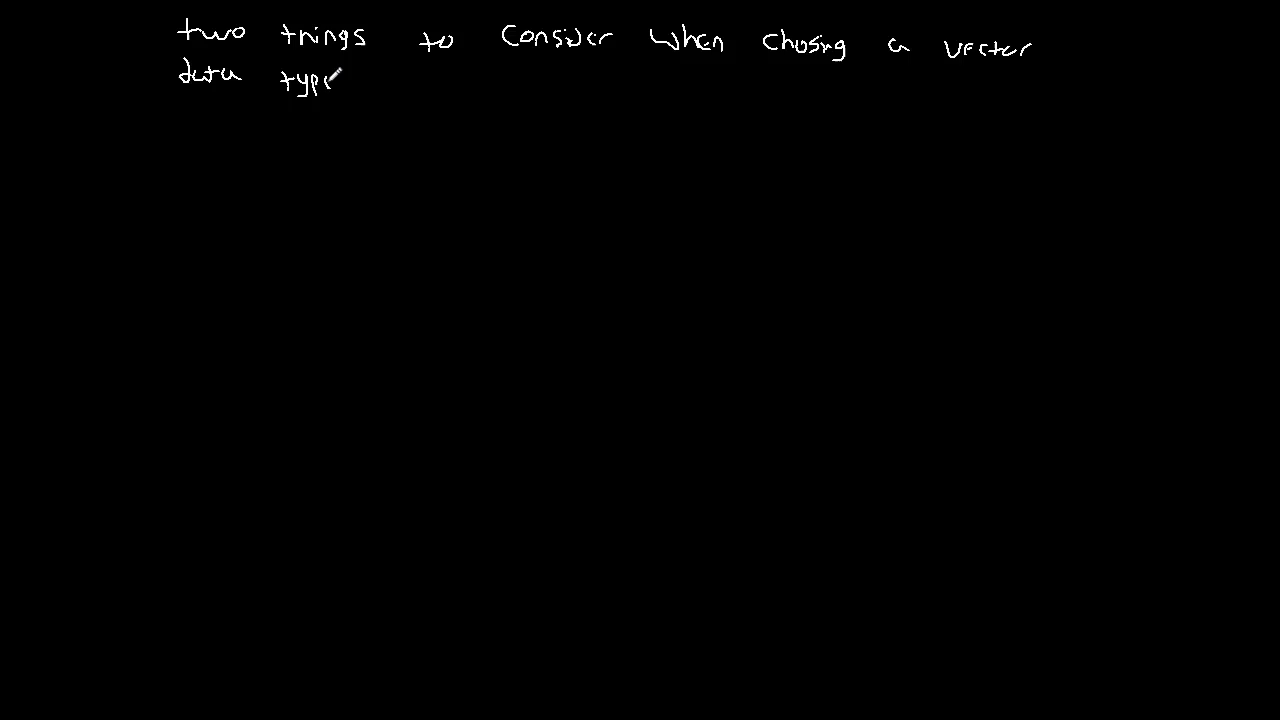 two things to consider when chosing a vector
data type